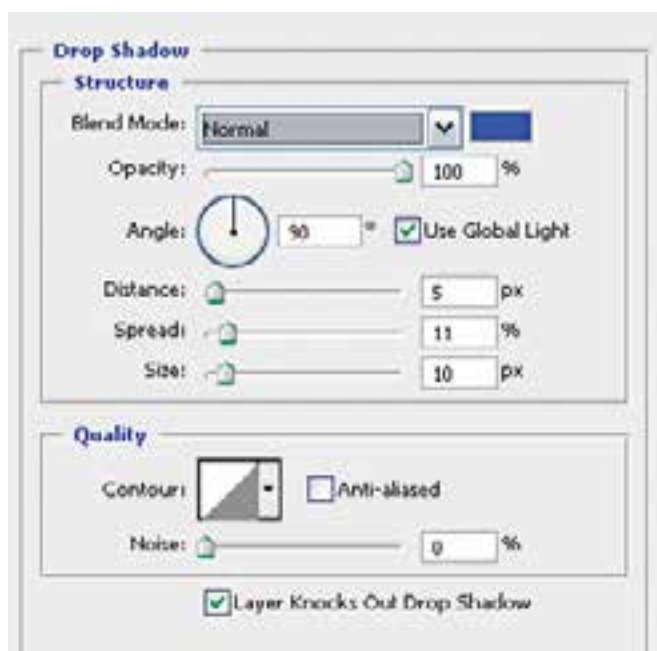 Drop Shadow
Structure
Blend Mode: Normal
Opacity: 100 %
Angle: 90 ° Use Global Light
Distance: 5 px
Spread: 11 %
Size: 10 px
Quality
Contour: Anti-aliased
Noise: 0 %
Layer Knocks Out Drop Shadow